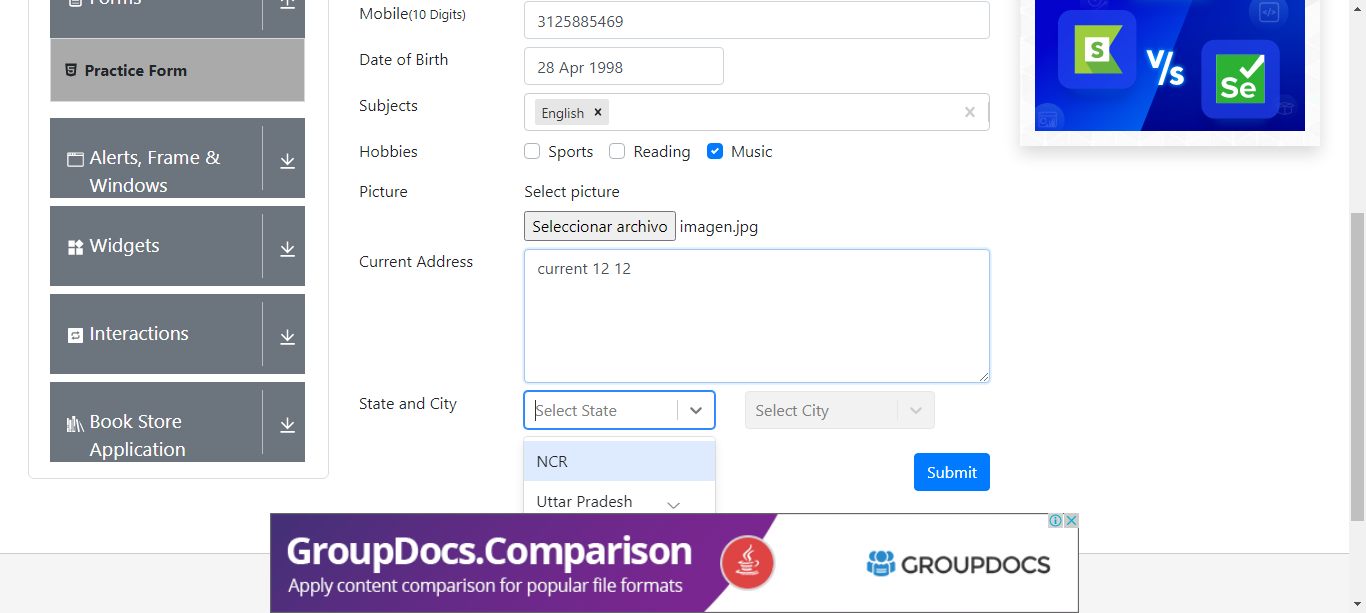 Forms
Practice Form
Alerts, Frame &
Windows
Widgets
Interactions
Book Store
Application
Mobile(10 Digits)
3125885469
Date of Birth
28 Apr 1998
Subjects
English
Hobbies
Sports
Reading
Music
Picture
Select picture
Seleccionar archivo imagen.jpg
Current Address
current 12 12
State and City
Select State
Select City
NCR
Uttar Pradesh
Submit
S
V/s
Se
GroupDocs.Comparison
Apply content comparison for popular file formats
GROUPDOCS